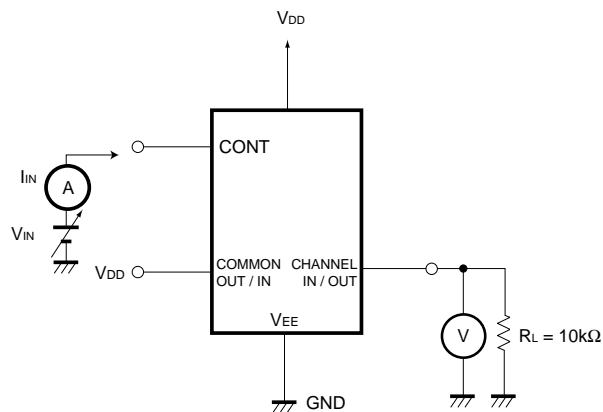 VDD
CONT
IIN
A
VIN
VDD
COMMON OUT / IN
CHANNEL IN / OUT
VEE
V
RL = 10kΩ
GND